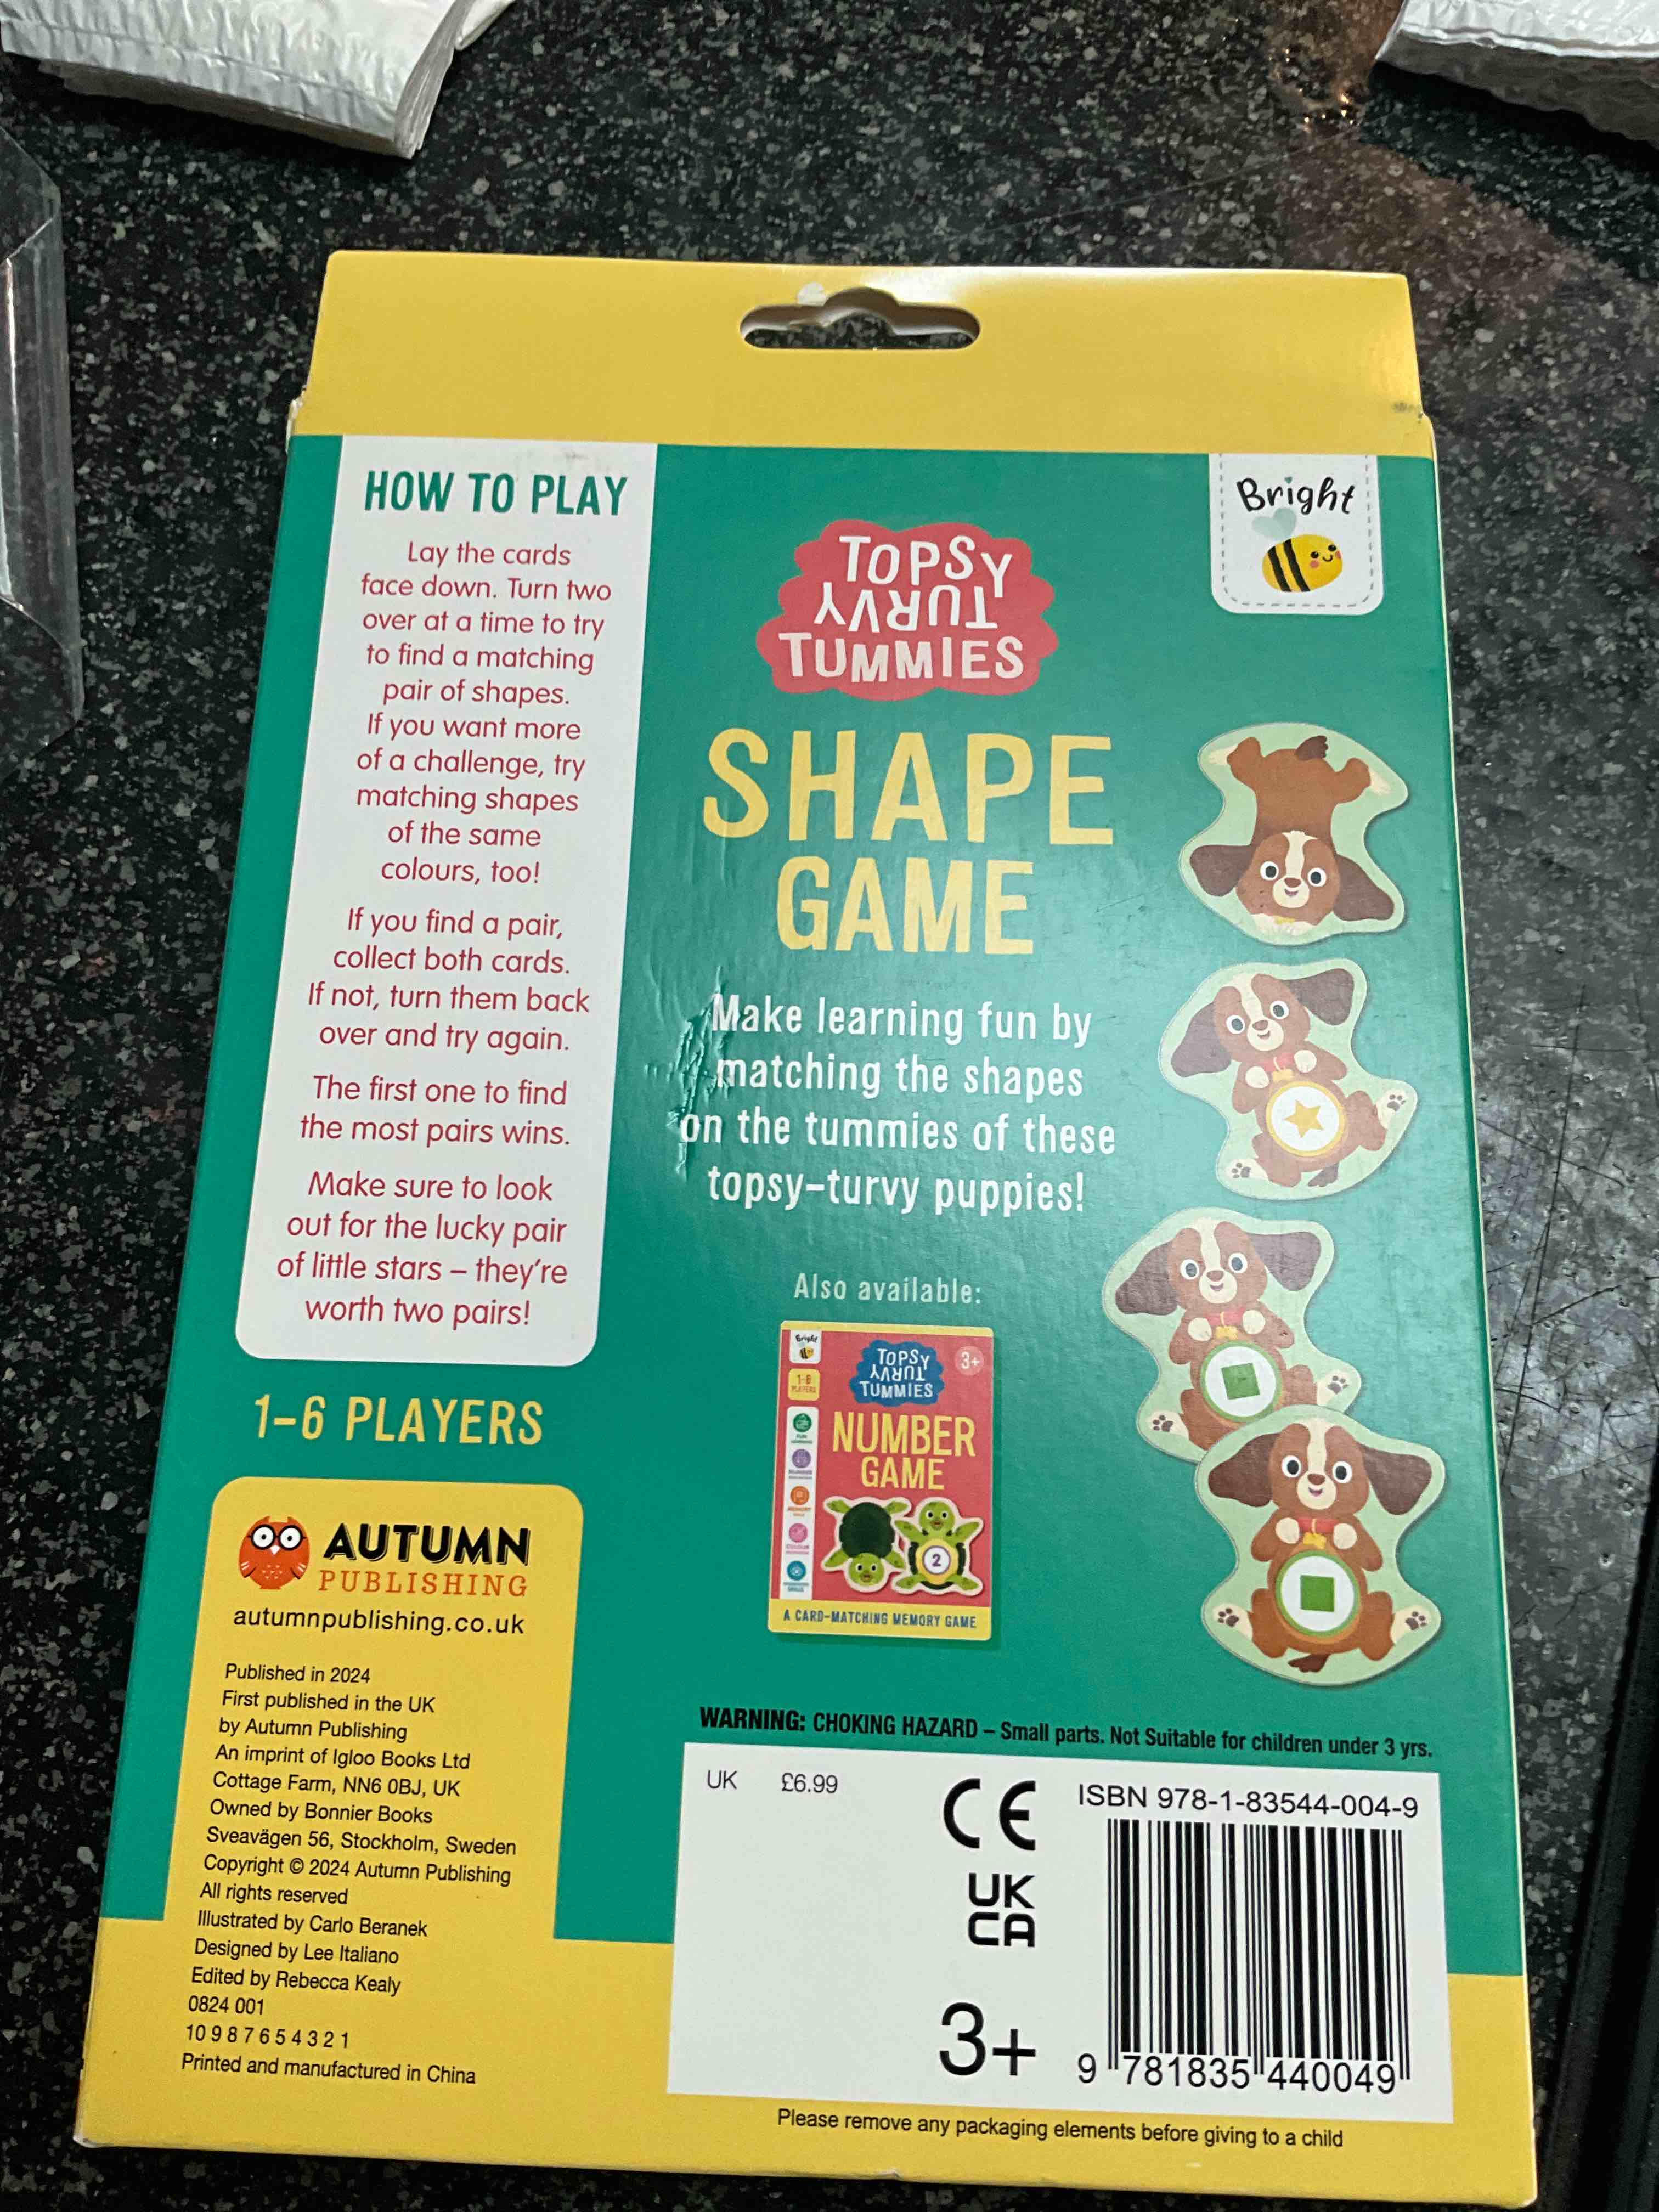 HOW TO PLAY
Lay the cards
face down. Turn two
over at a time to try
to find a matching
pair of shapes.
If you want more
of a challenge, try
matching shapes
of the same
colours, too!
If you find a pair,
collect both cards.
If not, turn them back
over and try again.
The first one to find
the most pairs wins.
Make sure to look
out for the lucky pair
of little stars – they're
worth two pairs!
1–6 PLAYERS
AUTUMN
PUBLISHING
autumnpublishing.co.uk
Published in 2024
First published in the UK
by Autumn Publishing
An imprint of Igloo Books Ltd
Cottage Farm, NN6 0BJ, UK
Owned by Bonnier Books
Sveavägen 56, Stockholm, Sweden
Copyright © 2024 Autumn Publishing
All rights reserved
Illustrated by Carlo Beranek
Designed by Lee Italiano
Edited by Rebecca Kealy
0824 001
10 9 8 7 6 5 4 3 2 1
Printed and manufactured in China
Bright
TOPSY
TURVY
TUMMIES
SHAPE
GAME
Make learning fun by
matching the shapes
on the tummies of these
topsy-turvy puppies!
Also available:
Bright
TOPSY
TURVY
TUMMIES
3+
1-6
PLAYERS
NUMBER
GAME
2
A CARD-MATCHING MEMORY GAME
WARNING: CHOKING HAZARD – Small parts. Not Suitable for children under 3 yrs.
UK £6.99
CE
UK
CA
3+
ISBN 978-1-83544-004-9
9 781835 440049
Please remove any packaging elements before giving to a child